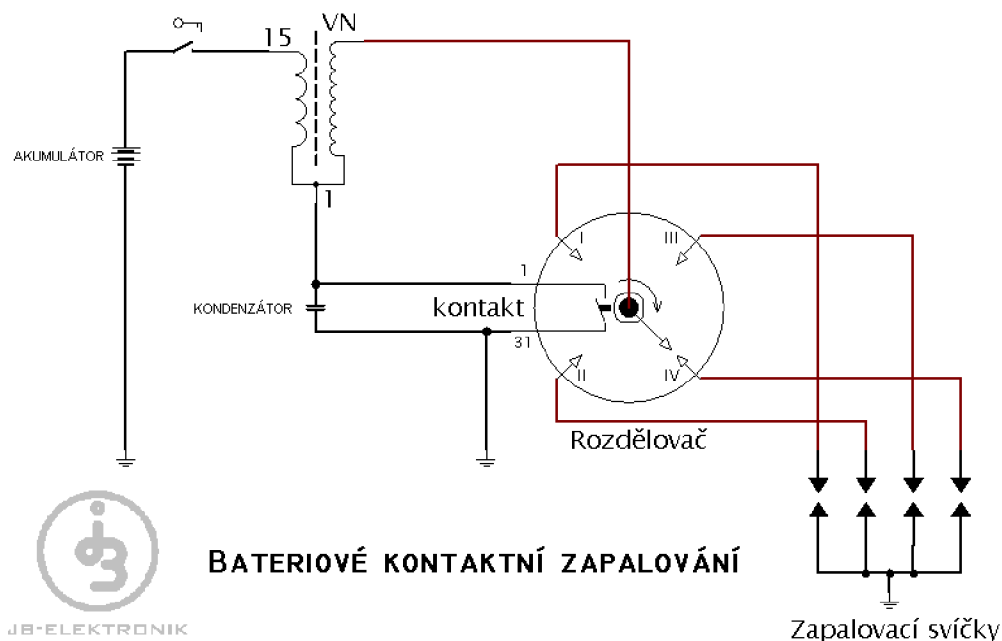 VN
15
AKUMULÁTOR
1
I
III
1
KONDENZÁTOR
kontakt
31
II
IV
Rozdělovač
BATERIOVÉ KONTAKTNÍ ZAPALOVÁNÍ
JB-ELEKTRONIK
Zapalovací svíčky